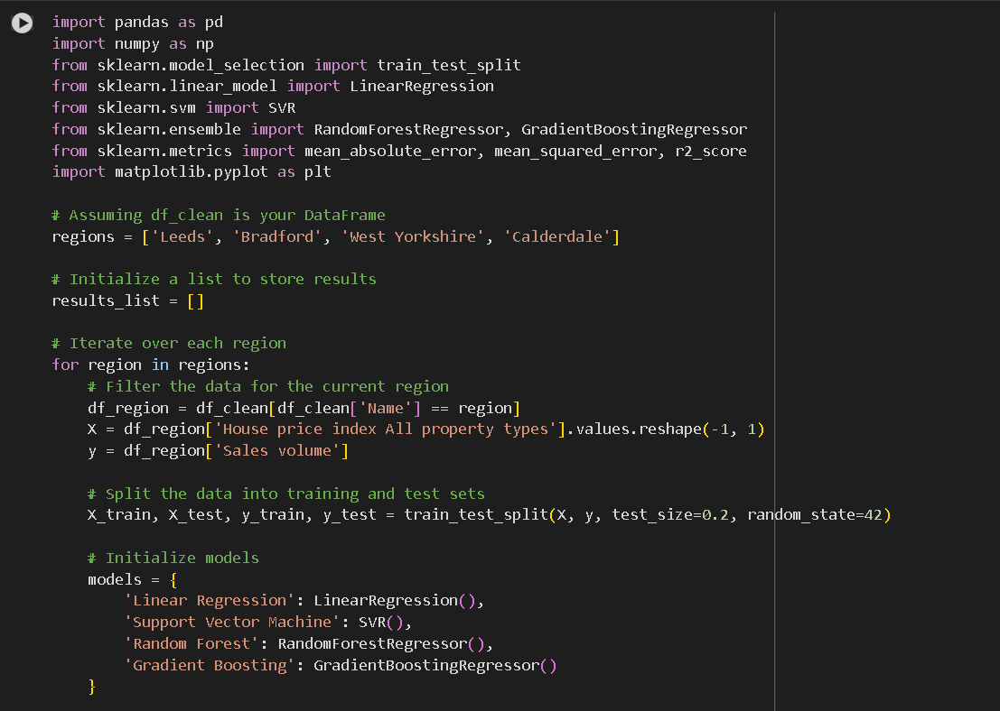 import pandas as pd
import numpy as np
from sklearn.model_selection import train_test_split
from sklearn.linear_model import LinearRegression
from sklearn.svm import SVR
from sklearn.ensemble import RandomForestRegressor, GradientBoostingRegressor
from sklearn.metrics import mean_absolute_error, mean_squared_error, r2_score
import matplotlib.pyplot as plt

# Assuming df_clean is your DataFrame
regions = ['Leeds', 'Bradford', 'West Yorkshire', 'Calderdale']

# Initialize a list to store results
results_list = []

# Iterate over each region
for region in regions:
    # Filter the data for the current region
    df_region = df_clean[df_clean['Name'] == region]
    X = df_region['House price index All property types'].values.reshape(-1, 1)
    y = df_region['Sales volume']

    # Split the data into training and test sets
    X_train, X_test, y_train, y_test = train_test_split(X, y, test_size=0.2, random_state=42)

    # Initialize models
    models = {
        'Linear Regression': LinearRegression(),
        'Support Vector Machine': SVR(),
        'Random Forest': RandomForestRegressor(),
        'Gradient Boosting': GradientBoostingRegressor()
    }